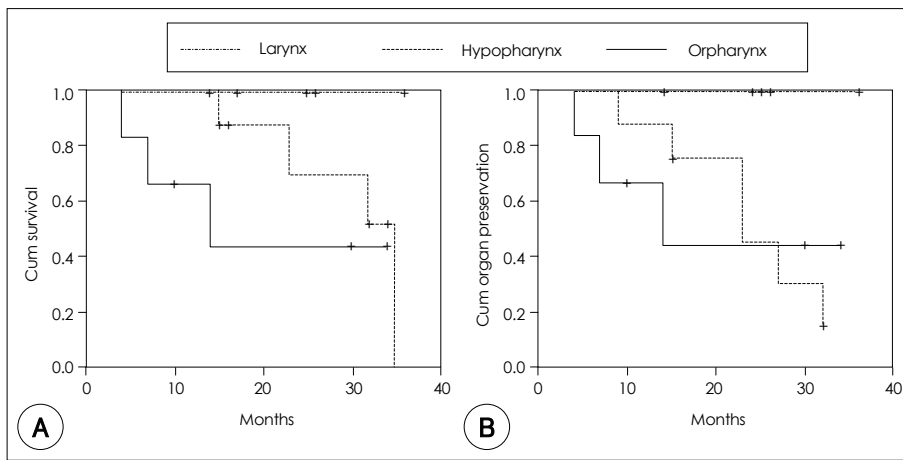 Larynx Hypopharynx Orpharynx
1.0
0.8
0.6
0.4
0.2
0.0
Cum survival
0 10 20 30 40
Months
A
1.0
0.8
0.6
0.4
0.2
0.0
Cum organ preservation
0 10 20 30 40
Months
B